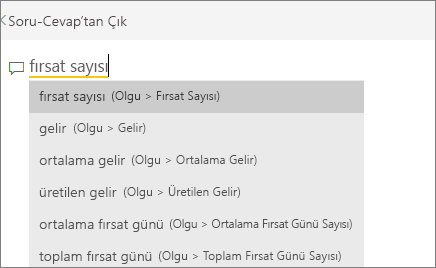 Soru-Cevap'tan Çık
fırsat sayısı
fırsat sayısı (Olgu > Fırsat Sayısı)
gelir (Olgu > Gelir)
ortalama gelir (Olgu > Ortalama Gelir)
üretilen gelir (Olgu > Üretilen Gelir)
ortalama fırsat günü (Olgu > Ortalama Fırsat Günü Sayısı)
toplam fırsat günü (Olgu > Toplam Fırsat Günü Sayısı)